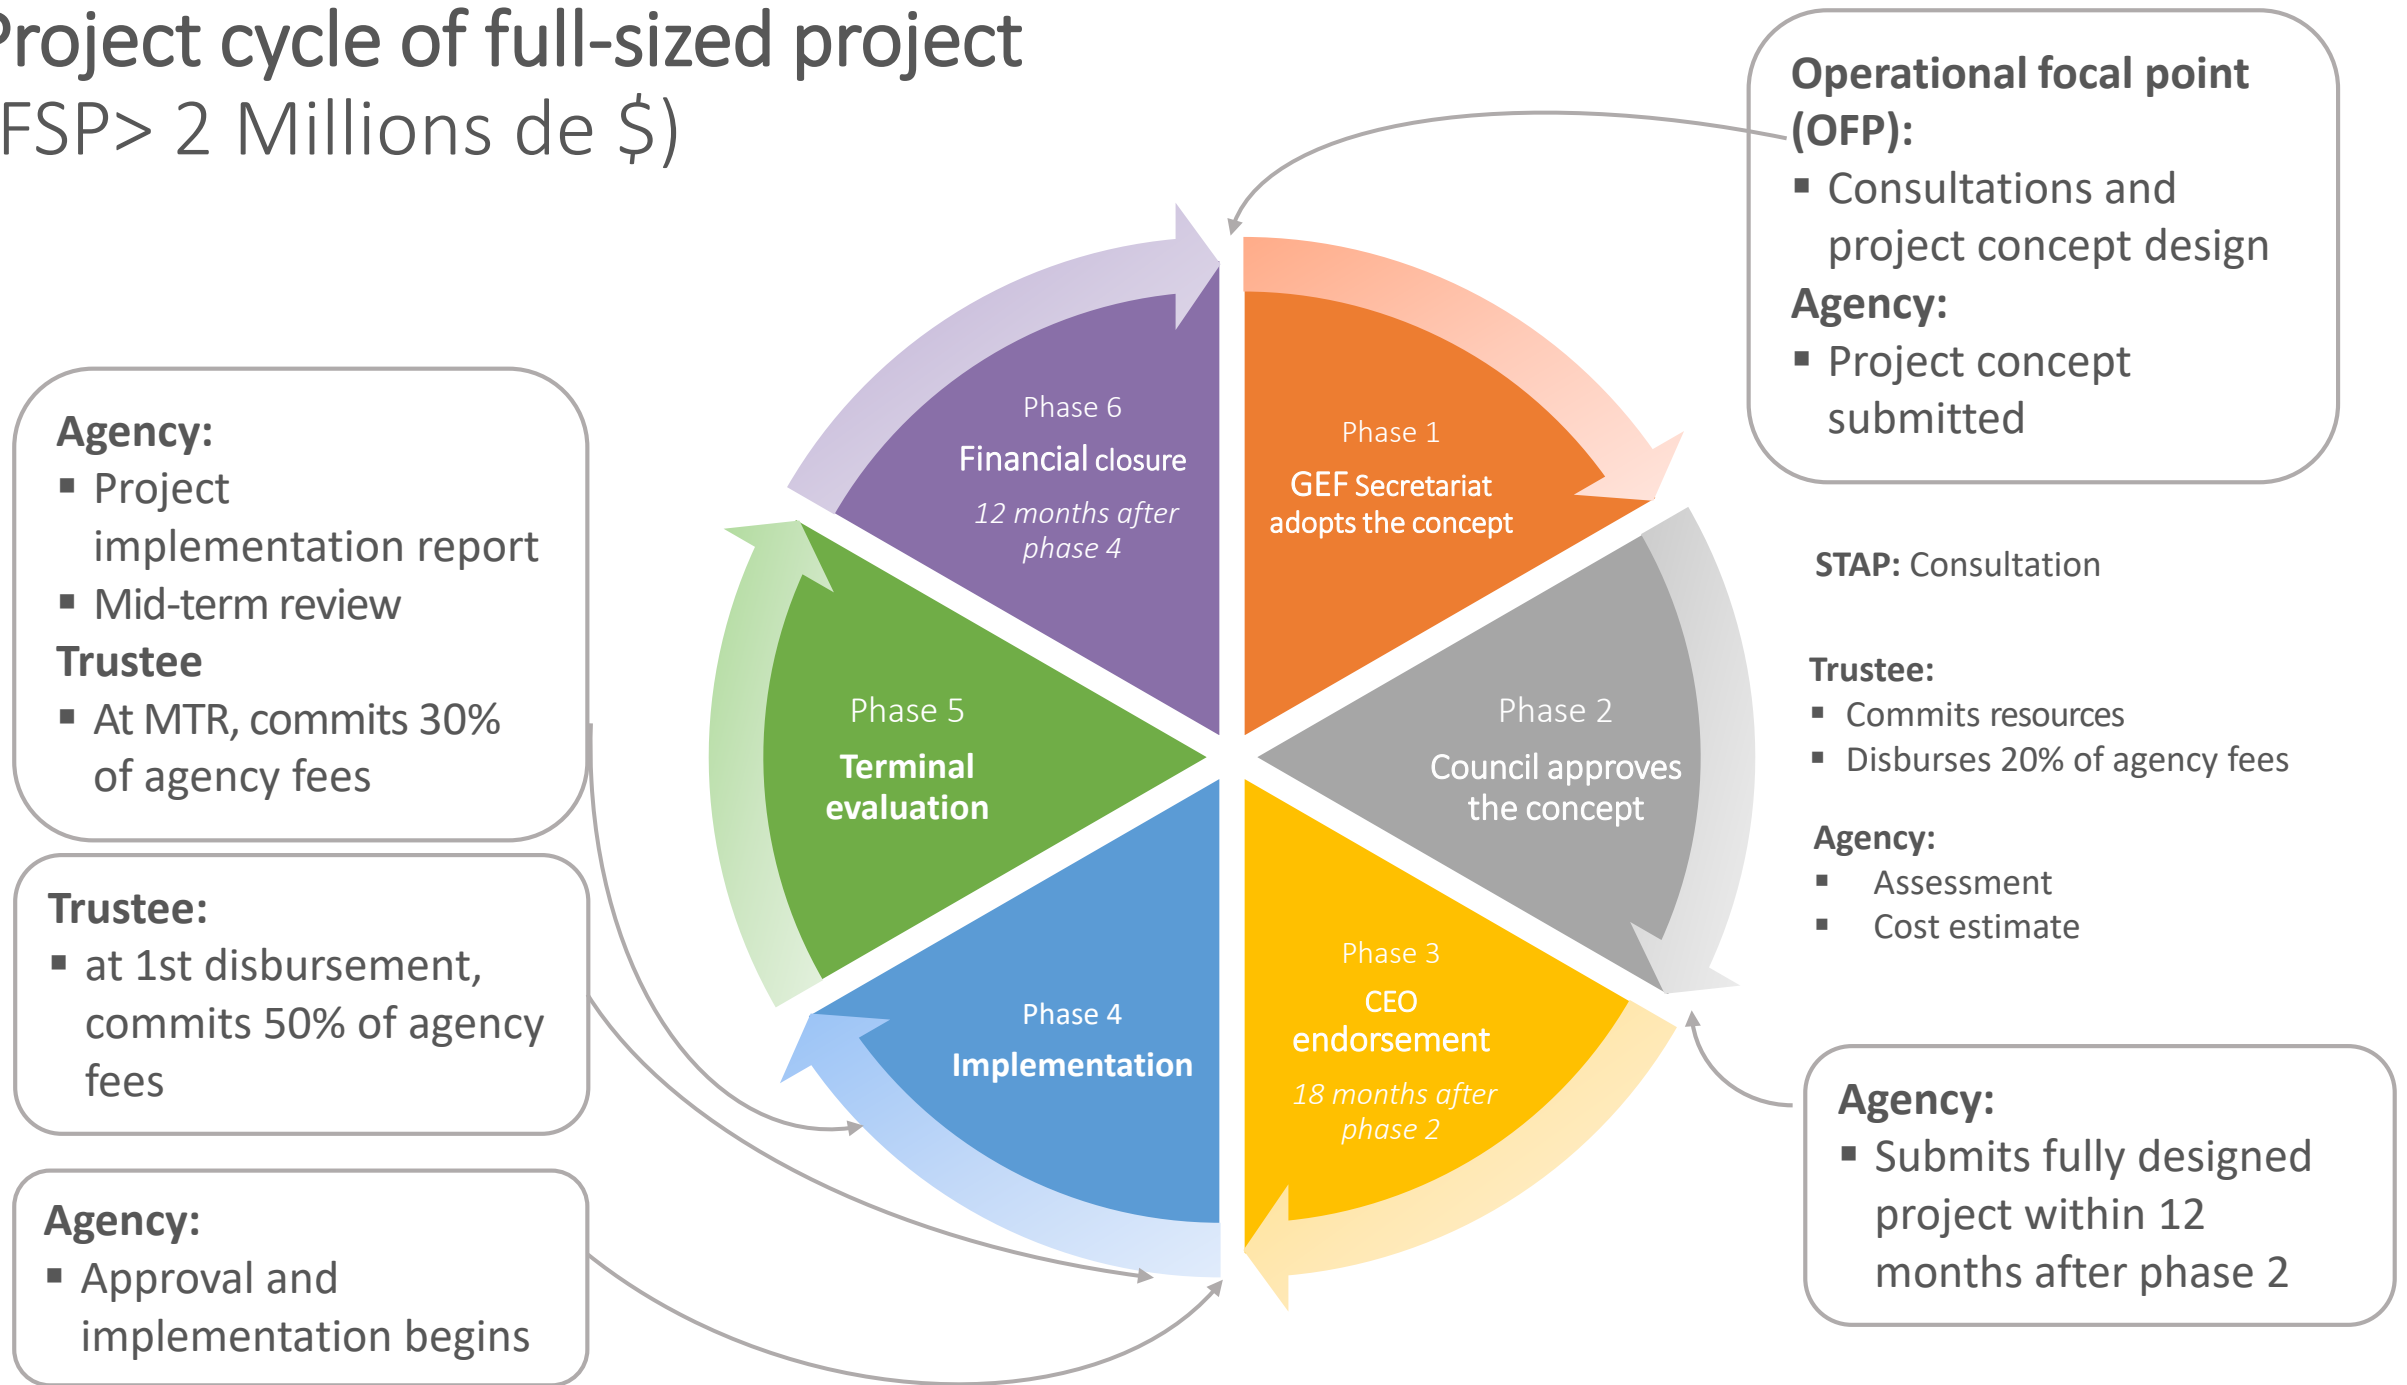 Project cycle of full-sized project
FSP> 2 Millions de $)
Operational focal point
(OFP):
▪ Consultations and
project concept design
Agency:
▪ Project concept
submitted
STAP: Consultation
Trustee:
▪ Commits resources
▪ Disburses 20% of agency fees
Agency:
▪ Assessment
▪ Cost estimate
Agency:
▪ Submits fully designed
project within 12
months after phase 2
Phase 1
GEF Secretariat
adopts the concept
Phase 2
Council approves
the concept
Phase 3
CEO
endorsement
18 months after
phase 2
Phase 4
Implementation
Phase 5
Terminal
evaluation
Phase 6
Financial closure
12 months after
phase 4
Agency:
▪ Project
implementation report
▪ Mid-term review
Trustee
▪ At MTR, commits 30%
of agency fees
Trustee:
▪ at 1st disbursement,
commits 50% of agency
fees
Agency:
▪ Approval and
implementation begins